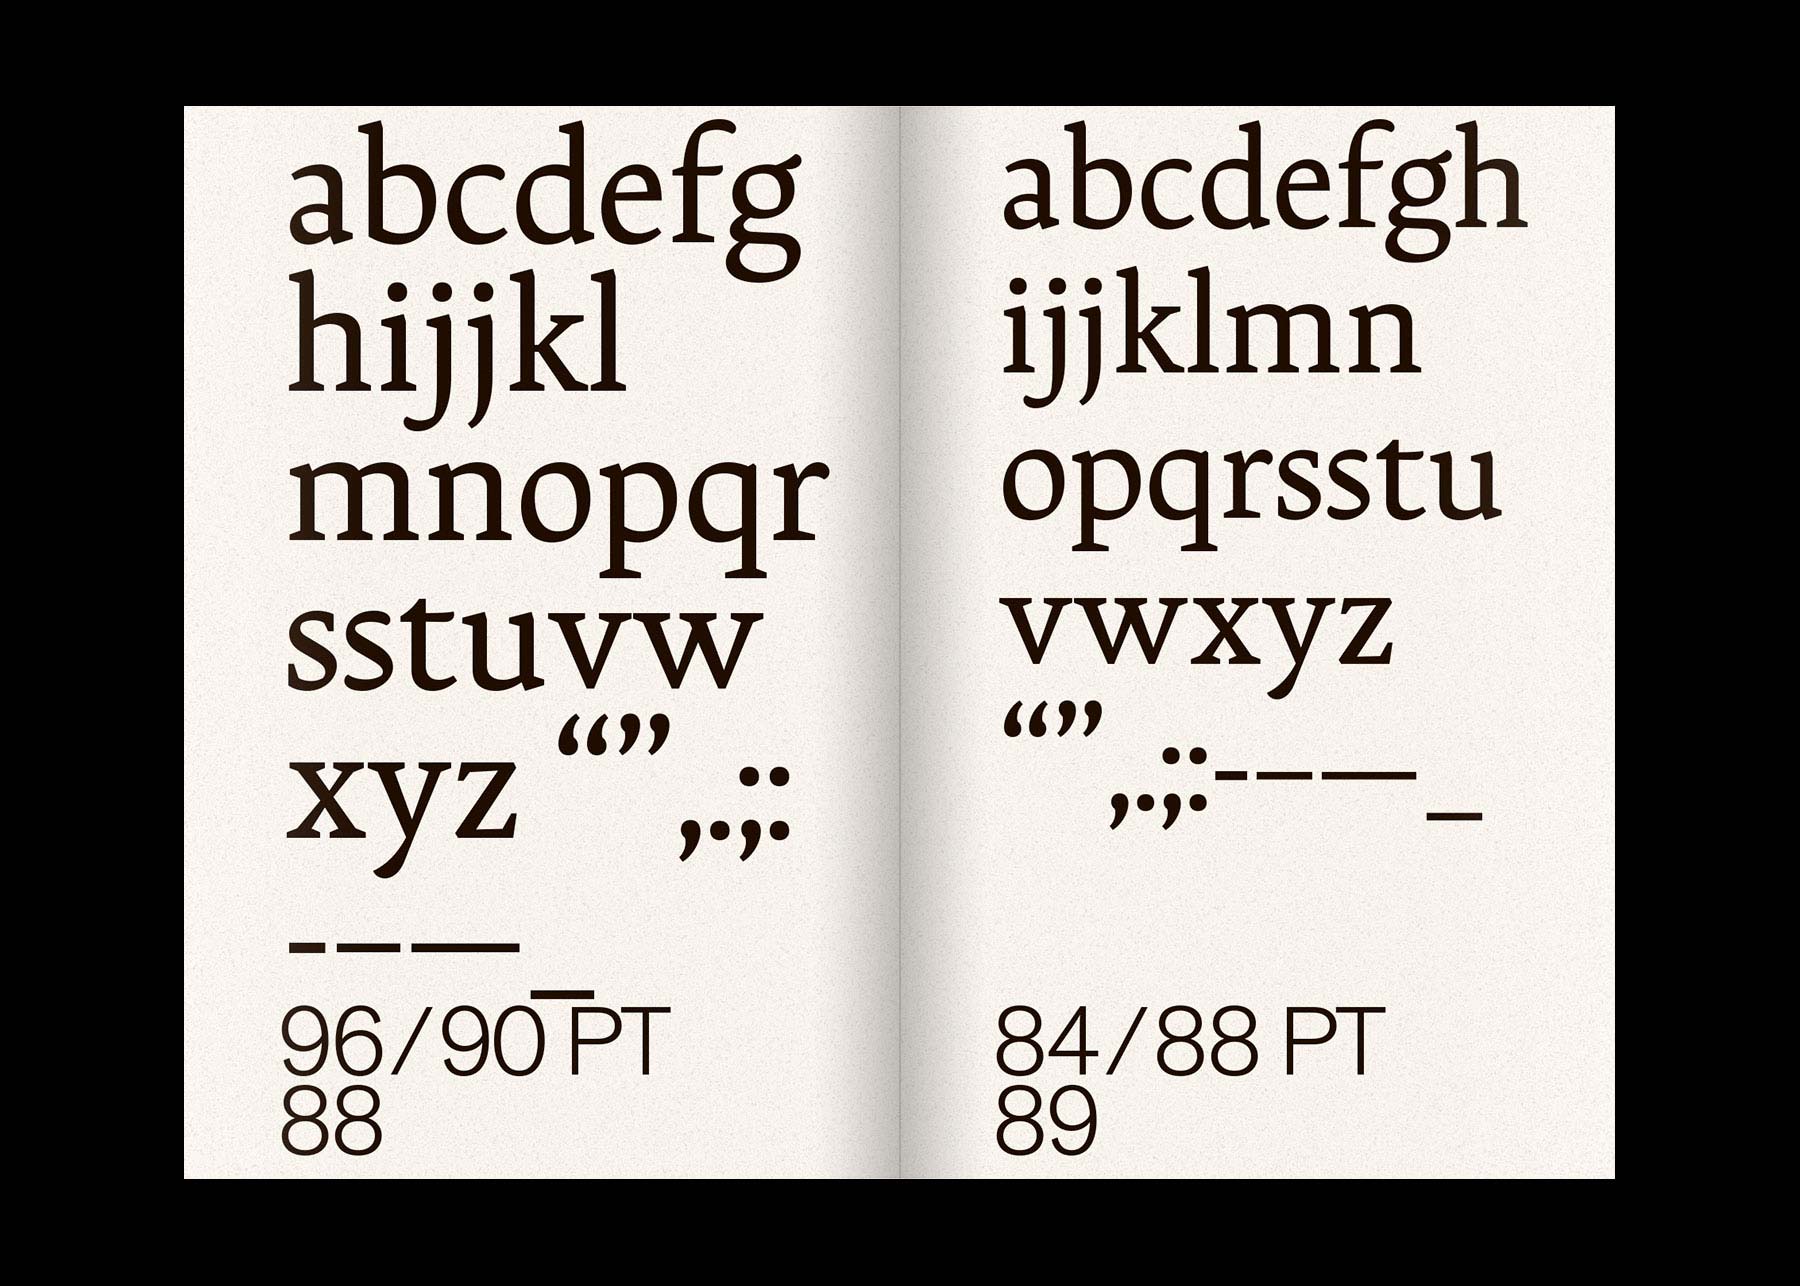 abcdefg
hijjkl
mnopqr
sstuvw
xyz “” ,.;:
-–—_
96/90 PT
88
abcdefgh
ijjklmn
opqrsstu
vwxyz
“” ,.;:-–—_
84/88 PT
89